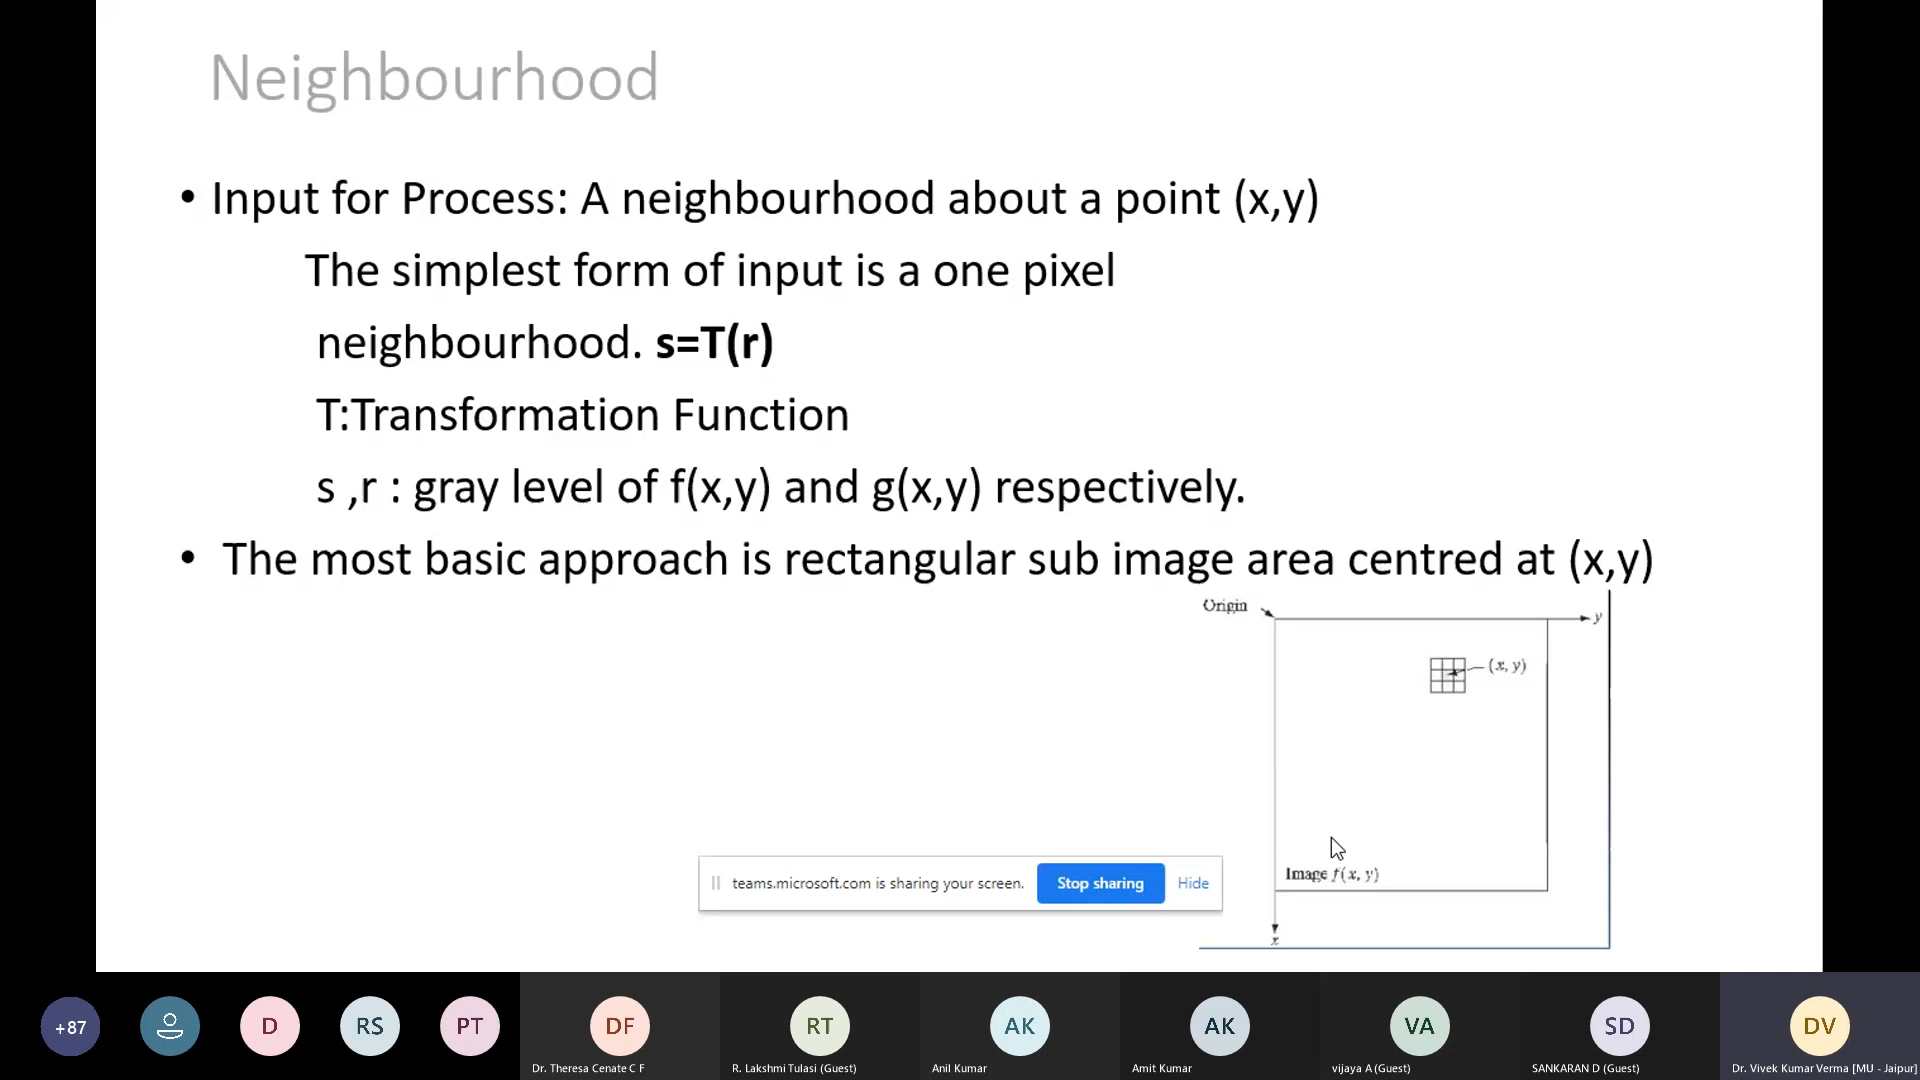 Neighbourhood
• Input for Process: A neighbourhood about a point (x,y)
The simplest form of input is a one pixel
neighbourhood. s=T(r)
T:Transformation Function
s ,r : gray level of f(x,y) and g(x,y) respectively.
• The most basic approach is rectangular sub image area centred at (x,y)
Origin
y
(x, y)
Image f(x, y)
x
teams.microsoft.com is sharing your screen. Stop sharing Hide
+87 D RS PT DF RT AK AK VA SD DV
Dr. Theresa Cenate C F R. Lakshmi Tulasi (Guest) Anil Kumar Amit Kumar vijaya A (Guest) SANKARAN D (Guest) Dr. Vivek Kumar Verma [MU - Jaipur]